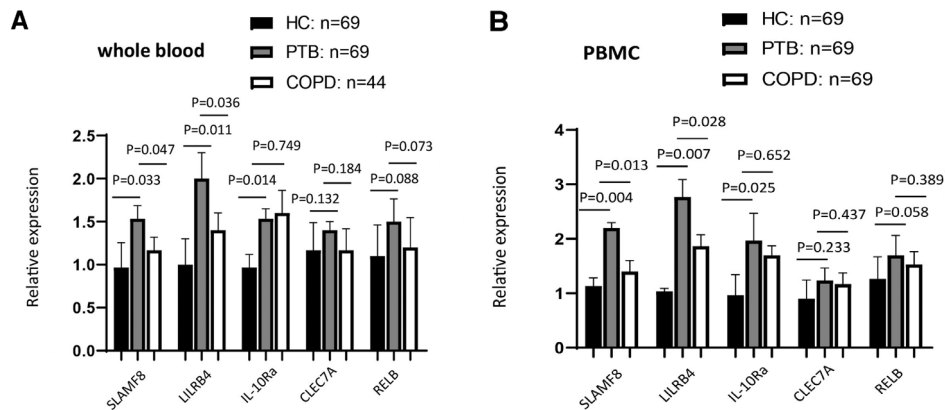 A
whole blood
HC: n=69
PTB: n=69
COPD: n=44
P=0.036
P=0.011
P=0.047
P=0.033
P=0.749
P=0.014
P=0.184
P=0.132
P=0.073
P=0.088
Relative expression
2.5
2.0
1.5
1.0
0.5
0.0
SLAMF8
LILRB4
IL-10Ra
CLEC7A
RELB
B
PBMC
HC: n=69
PTB: n=69
COPD: n=69
P=0.028
P=0.007
P=0.013
P=0.004
P=0.652
P=0.025
P=0.437
P=0.233
P=0.389
P=0.058
Relative expression
4
3
2
1
0
SLAMF8
LILRB4
IL-10Ra
CLEC7A
RELB